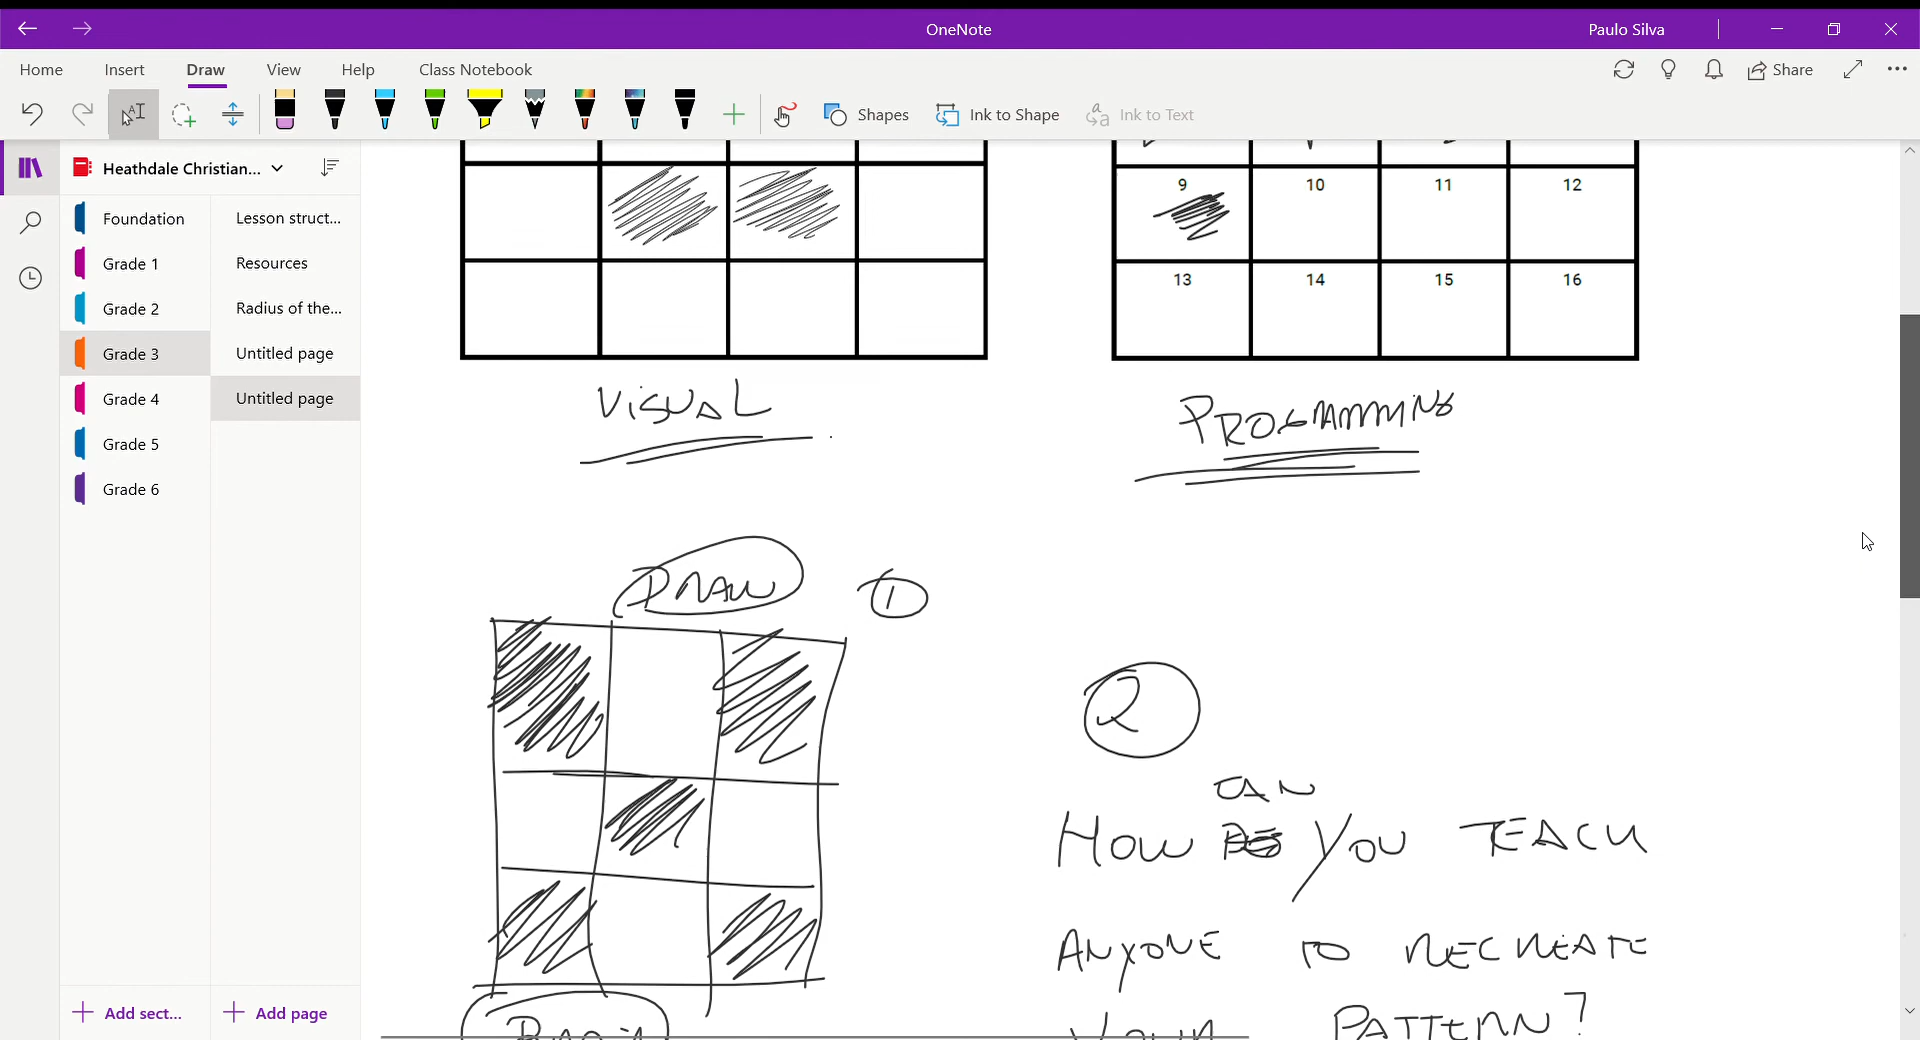 OneNote
Paulo Silva
Home Insert Draw View Help Class Notebook
Share
Shapes Ink to Shape Ink to Text
Heathdale Christian...
Foundation
Grade 1
Grade 2
Grade 3
Grade 4
Grade 5
Grade 6
Lesson struct...
Resources
Radius of the...
Untitled page
Untitled page
9 10 11 12
13 14 15 16
VISUAL
PROGRAMMING
DRAW 1
2
CAN
HOW YOU TEACH
ANYONE TO RECREATE
YOUR PATTERN?
Add sect...
Add page